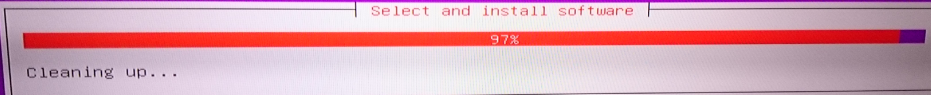 Select and install software
97%
Cleaning up...